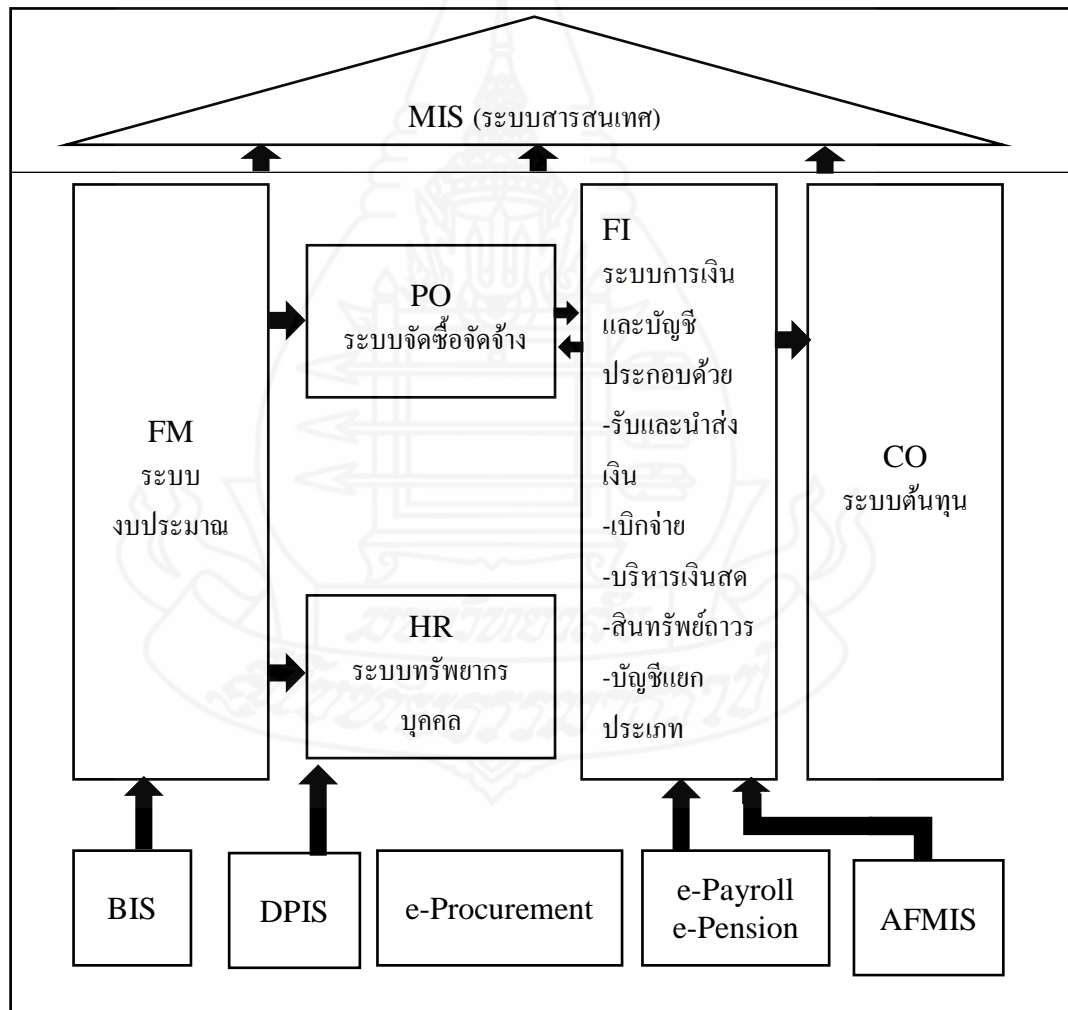 MIS (ระบบสารสนเทศ)
FM
ระบบ
งบประมาณ
PO
ระบบจัดซื้อจัดจ้าง
HR
ระบบทรัพยากร
บุคคล
FI
ระบบการเงิน
และบัญชี
ประกอบด้วย
-รับและนำส่ง
เงิน
-เบิกจ่าย
-บริหารเงินสด
-สินทรัพย์ถาวร
-บัญชีแยก
ประเภท
CO
ระบบต้นทุน
BIS
DPIS
e-Procurement
e-Payroll
e-Pension
AFMIS